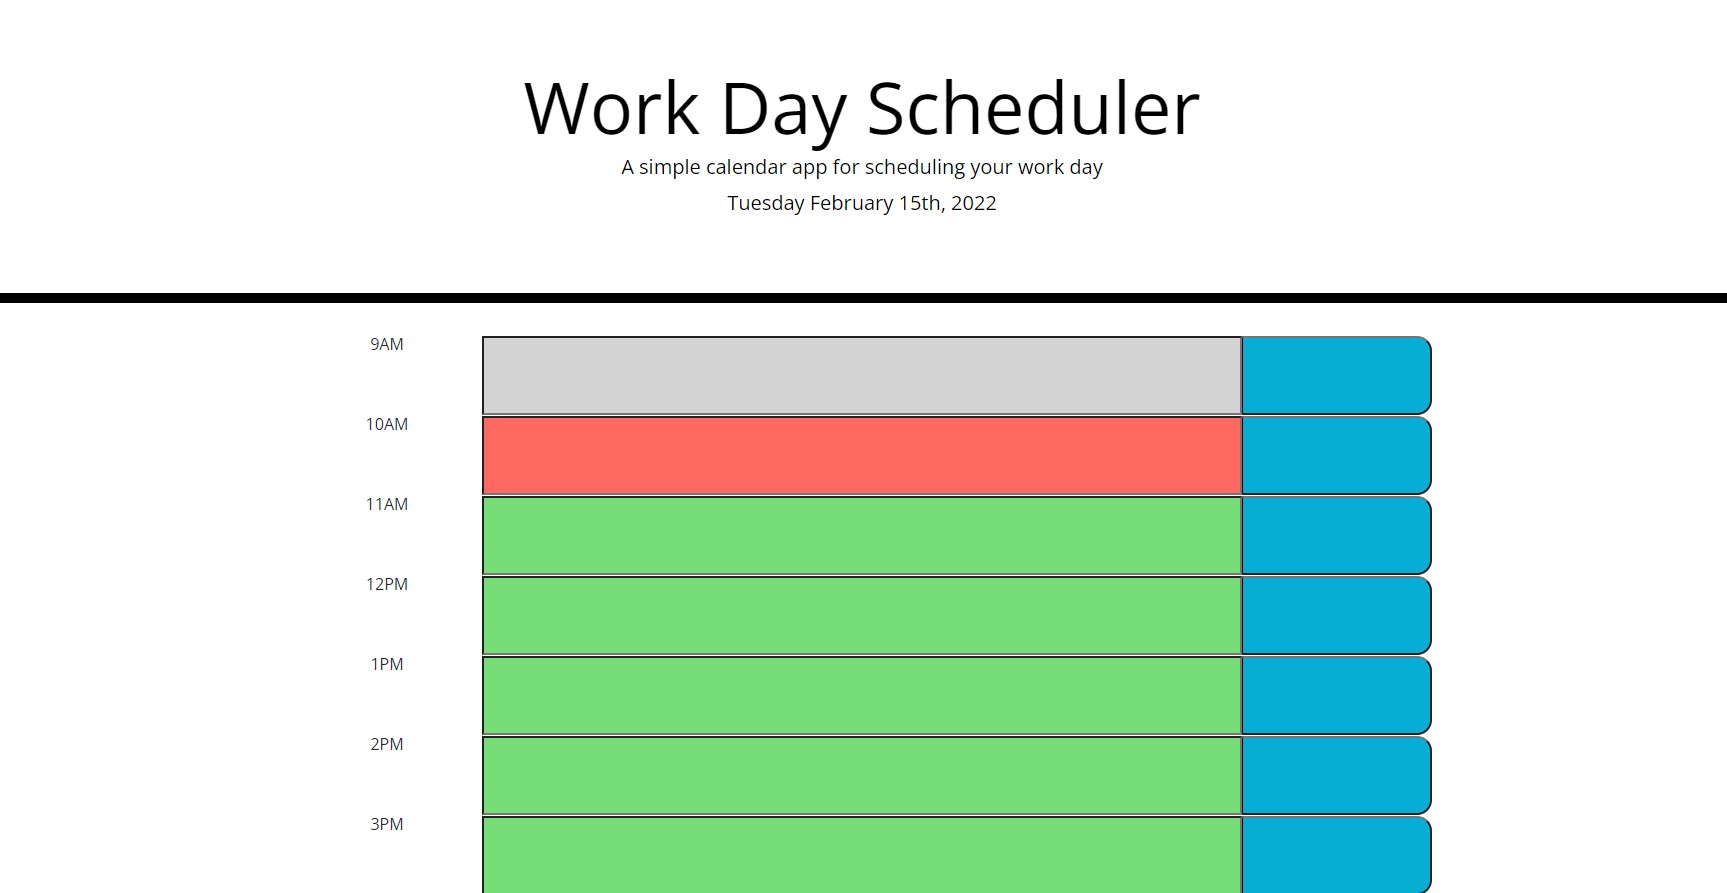 Work Day Scheduler
A simple calendar app for scheduling your work day
Tuesday February 15th, 2022
9AM
10AM
11AM
12PM
1PM
2PM
3PM